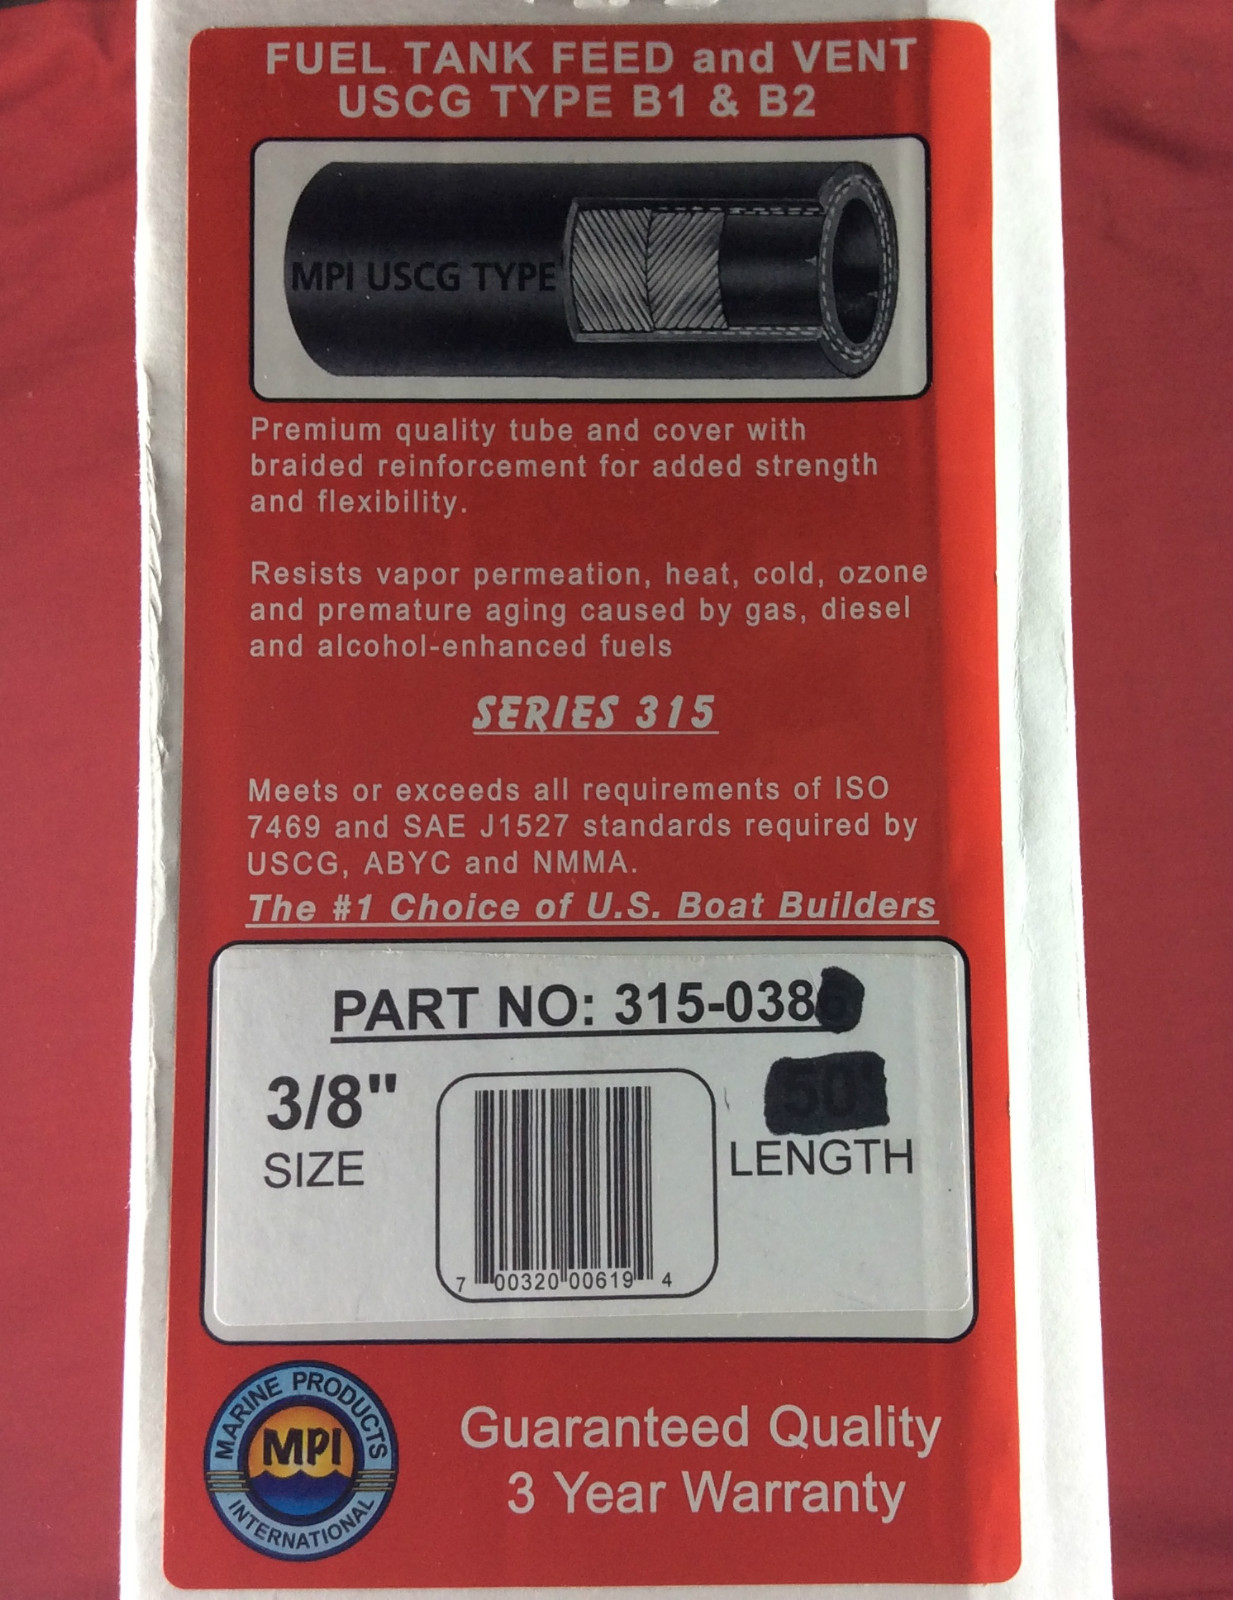 FUEL TANK FEED and VENT
USCG TYPE B1 & B2
MPI USCG TYPE
Premium quality tube and cover with
braided reinforcement for added strength
and flexibility.
Resists vapor permeation, heat, cold, ozone
and premature aging caused by gas, diesel
and alcohol-enhanced fuels
SERIES 315
Meets or exceeds all requirements of ISO
7469 and SAE J1527 standards required by
USCG, ABYC and NMMA.
The #1 Choice of U.S. Boat Builders
PART NO: 315-038
3/8"
SIZE
50'
LENGTH
7 00320 00619 4
MARINE PRODUCTS
MPI
INTERNATIONAL
Guaranteed Quality
3 Year Warranty